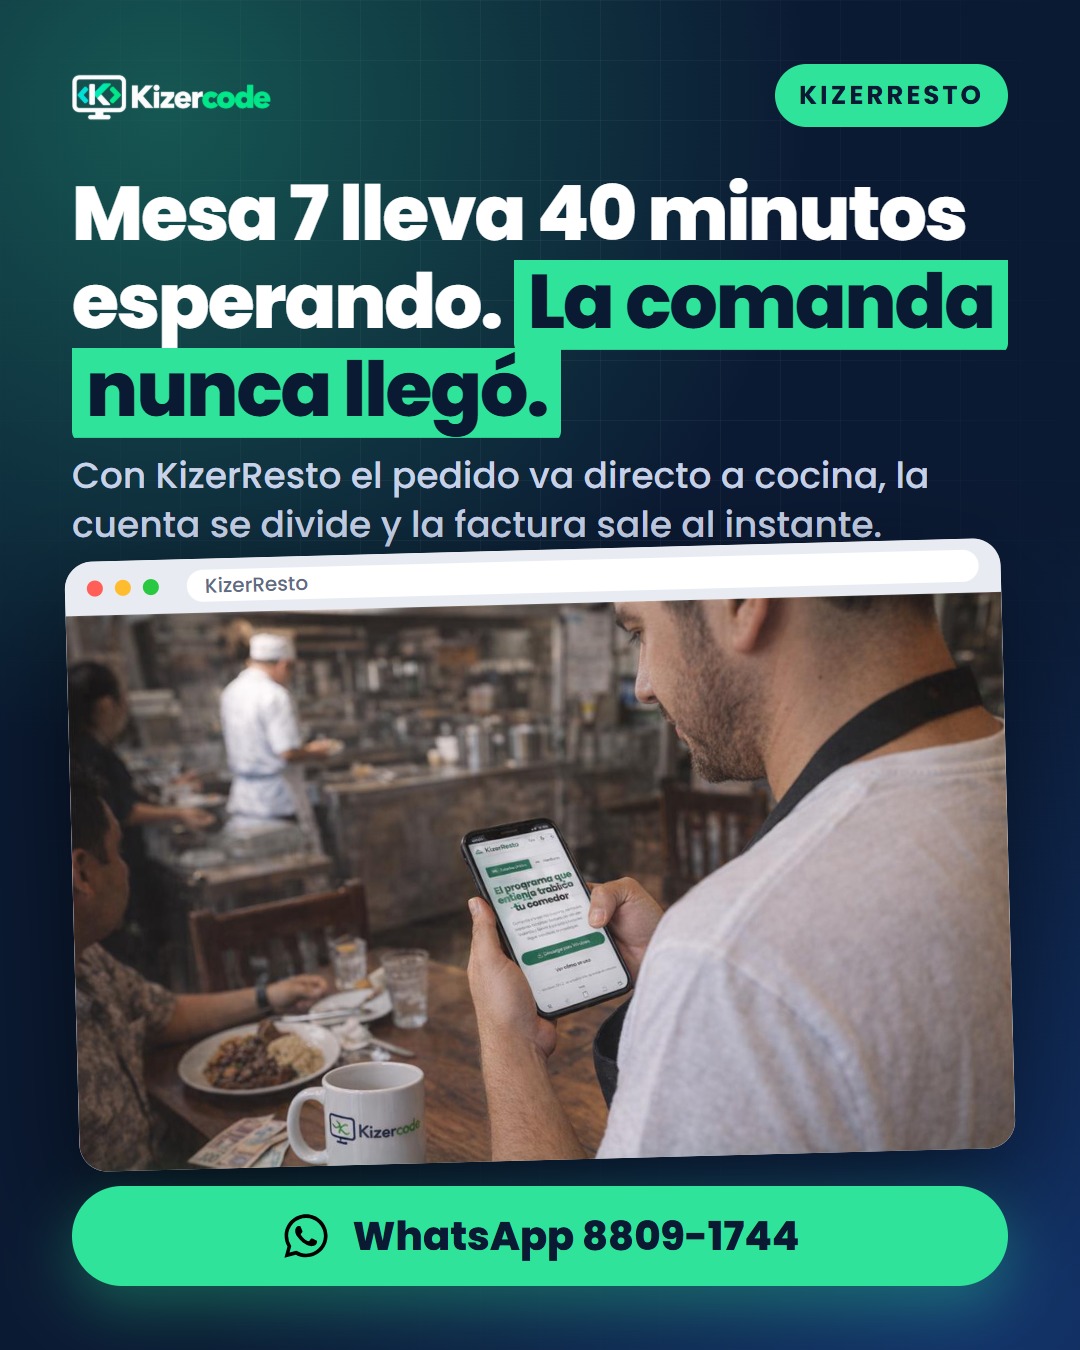 Kizercode
KIZERRESTO
Mesa 7 lleva 40 minutos
esperando. La comanda
nunca llegó.
Con KizerResto el pedido va directo a cocina, la
cuenta se divide y la factura sale al instante.
KizerResto
KizerResto
El programa que
tu comedor
Kizercode
WhatsApp 8809-1744